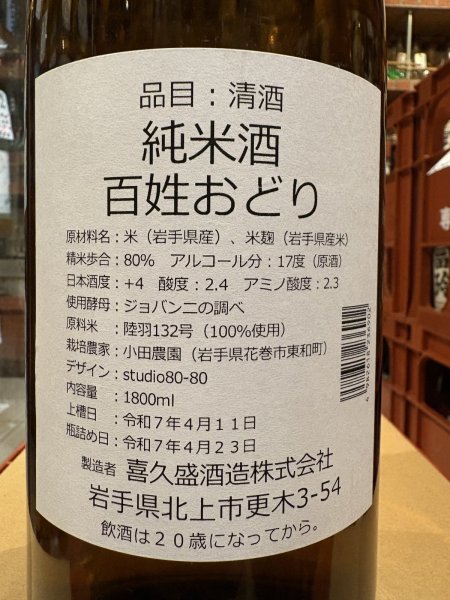 品目：清酒
純米酒
百姓おどり
原材料名：米（岩手県産）、米麹（岩手県産米）
精米歩合：80%　アルコール分：17度（原酒）
日本酒度：+4　酸度：2.4　アミノ酸度：2.3
使用酵母：ジョバンニの調べ
原料米　：陸羽132号（100%使用）
栽培農家：小田農園（岩手県花巻市東和町）
デザイン：studio80-80
内容量　：1800ml
上槽日　：令和７年４月１１日
瓶詰め日：令和７年４月２３日
製造者　喜久盛酒造株式会社
岩手県北上市更木3-54
飲酒は２０歳になってから。